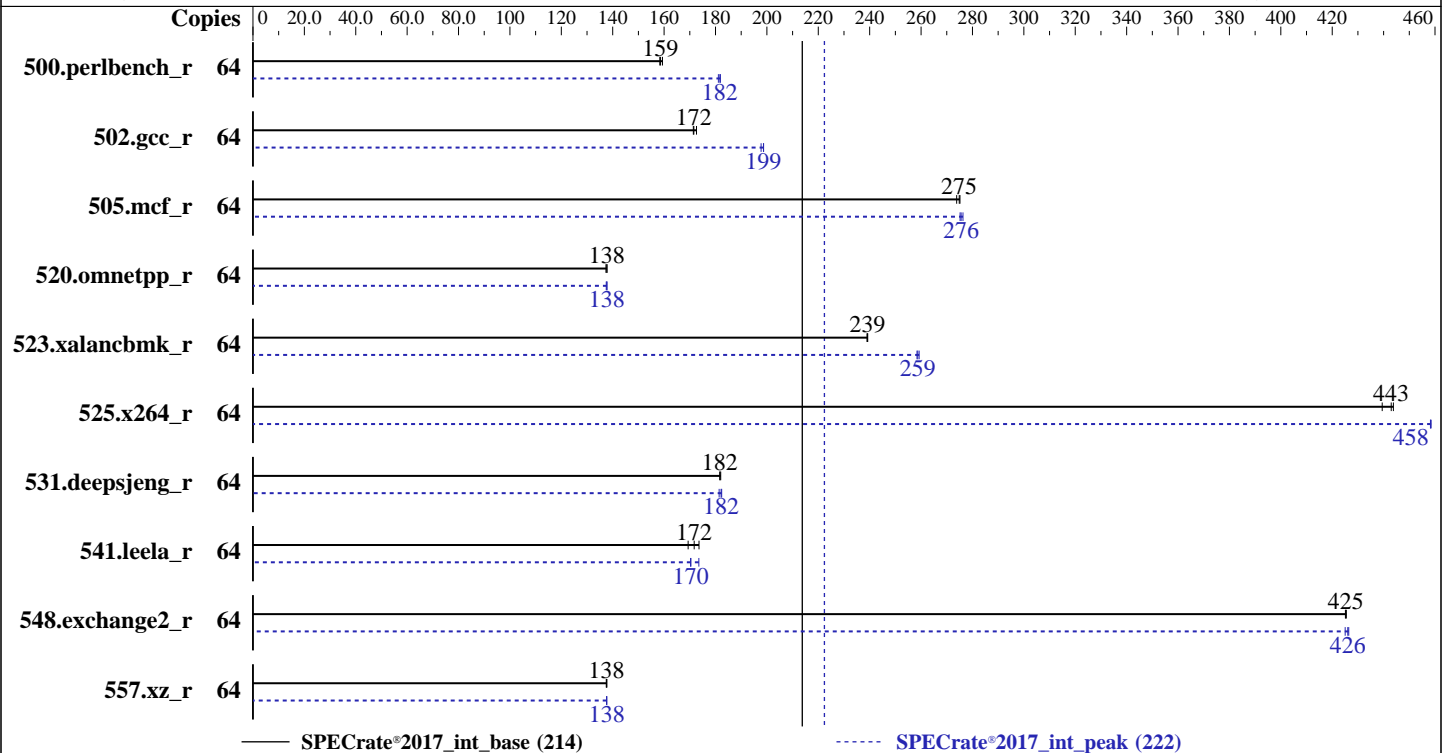 Copies 0 20.0 40.0 60.0 80.0 100 120 140 160 180 200 220 240 260 280 300 320 340 360 380 400 420 460
159
500.perlbench_r 64
182
172
502.gcc_r 64
199
275
505.mcf_r 64
276
138
520.omnetpp_r 64
138
239
523.xalancbmk_r 64
259
443
525.x264_r 64
458
182
531.deepsjeng_r 64
182
172
541.leela_r 64
170
425
548.exchange2_r 64
426
138
557.xz_r 64
138
SPECrate®2017_int_base (214) SPECrate®2017_int_peak (222)